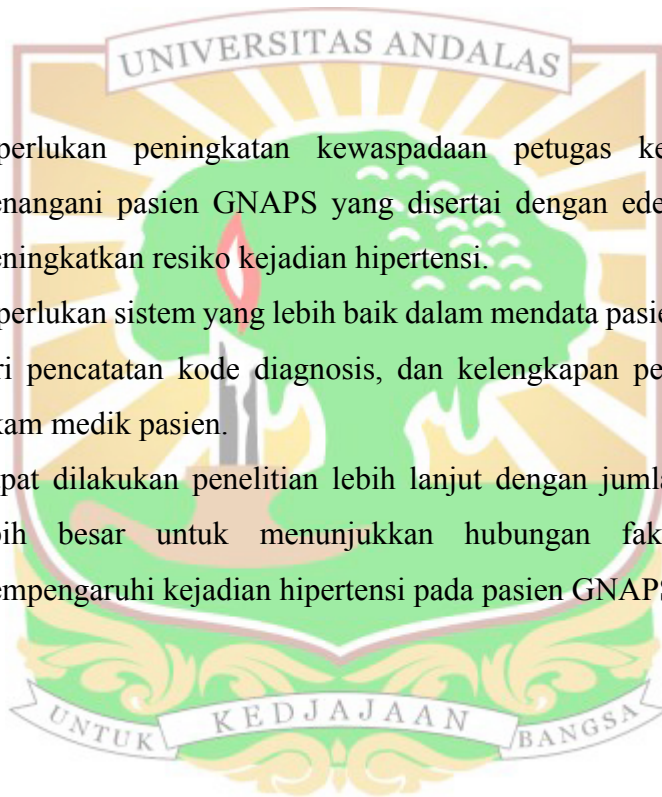 UNIVERSITAS ANDALAS
perlukan peningkatan kewaspadaan petugas ke
enangani pasien GNAPS yang disertai dengan ede
eningkatkan resiko kejadian hipertensi.
perlukan sistem yang lebih baik dalam mendata pasie
ri pencatatan kode diagnosis, dan kelengkapan pe
kam medik pasien.
pat dilakukan penelitian lebih lanjut dengan jumla
bih besar untuk menunjukkan hubungan fak
empengaruhi kejadian hipertensi pada pasien GNAPS
UNTUK KEDJAJAAN BANGSA